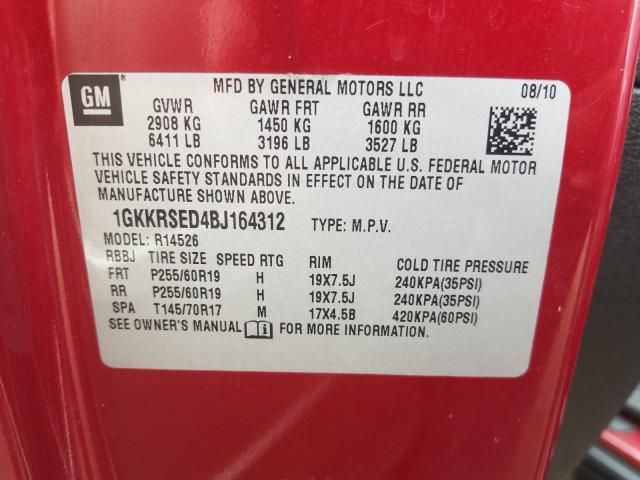 GM
MFD BY GENERAL MOTORS LLC 08/10
GVWR GAWR FRT GAWR RR
2908 KG 1450 KG 1600 KG
6411 LB 3196 LB 3527 LB
THIS VEHICLE CONFORMS TO ALL APPLICABLE U.S. FEDERAL MOTOR
VEHICLE SAFETY STANDARDS IN EFFECT ON THE DATE OF
MANUFACTURE SHOWN ABOVE.
1GKKRSED4BJ164312 TYPE: M.P.V.
MODEL: R14526
RBBJ TIRE SIZE SPEED RTG RIM COLD TIRE PRESSURE
FRT P255/60R19 H 19X7.5J 240KPA(35PSI)
RR P255/60R19 H 19X7.5J 240KPA(35PSI)
SPA T145/70R17 M 17X4.5B 420KPA(60PSI)
SEE OWNER'S MANUAL FOR MORE INFORMATION.